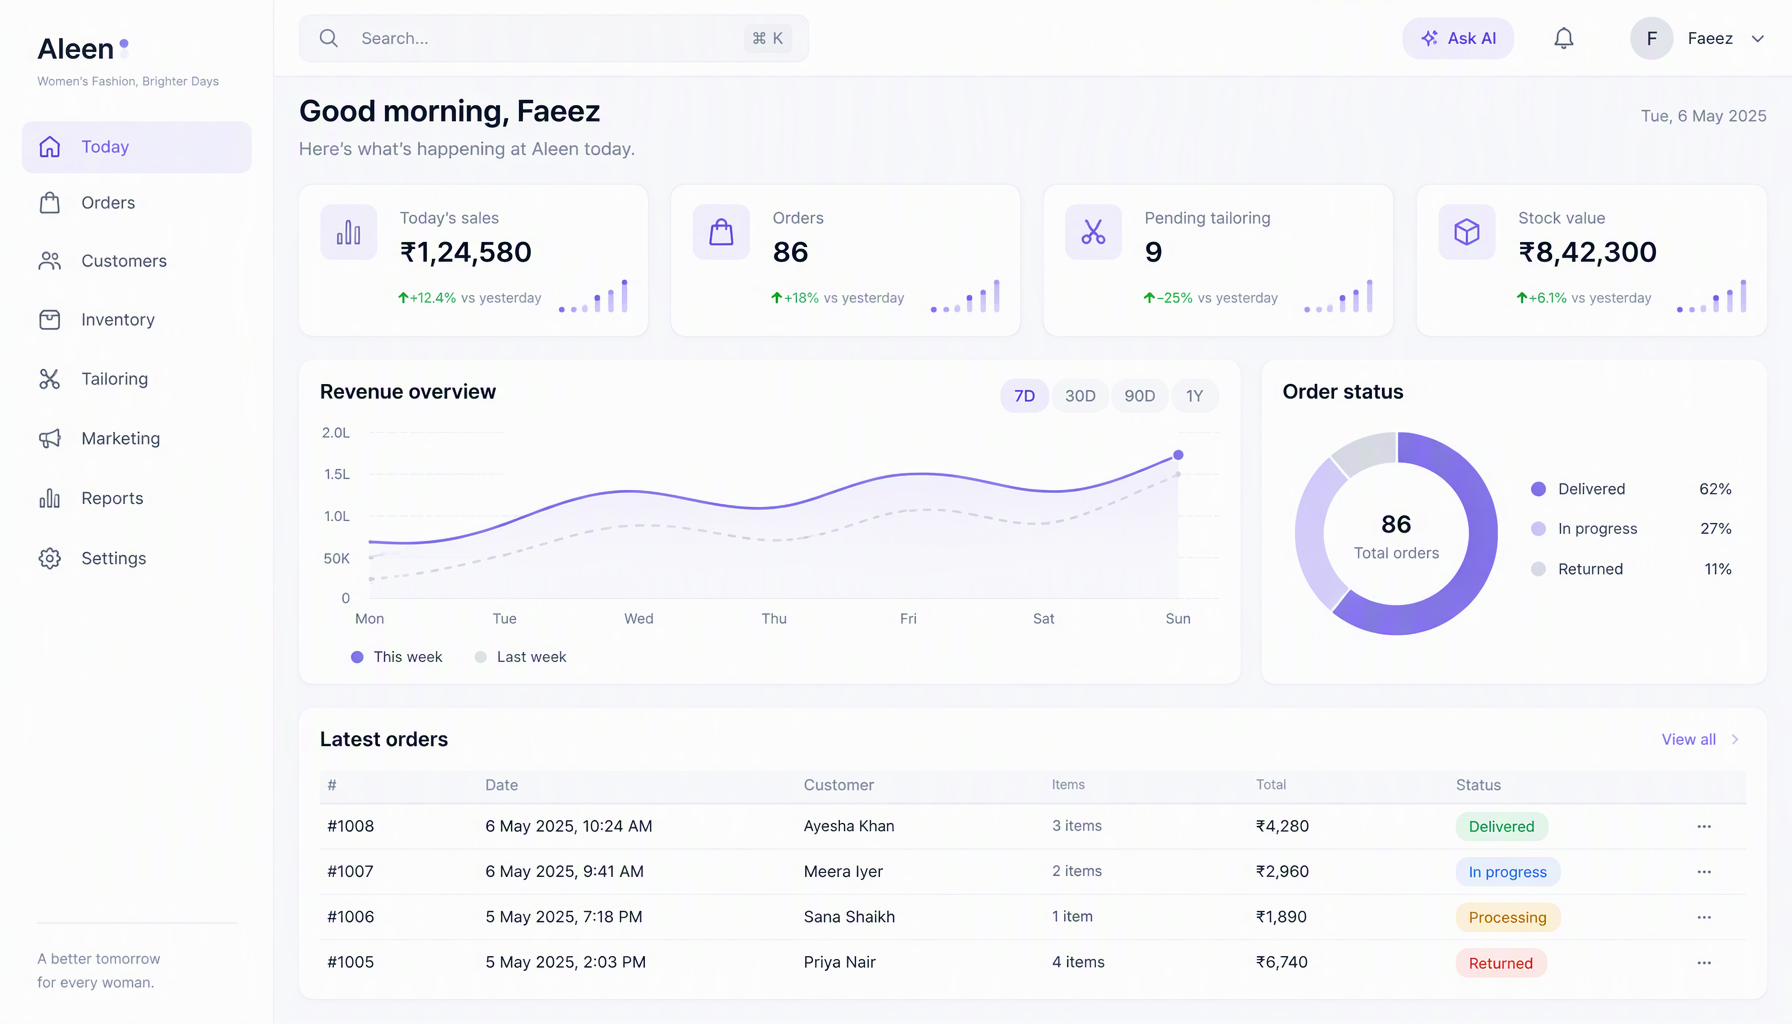 Aleen
Women's Fashion, Brighter Days
Today
Orders
Customers
Inventory
Tailoring
Marketing
Reports
Settings
A better tomorrow
for every woman.
Search...
⌘ K
Ask AI
F
Faeez
Good morning, Faeez
Tue, 6 May 2025
Here's what's happening at Aleen today.
Today's sales
₹1,24,580
+12.4% vs yesterday
Orders
86
+18% vs yesterday
Pending tailoring
9
-25% vs yesterday
Stock value
₹8,42,300
+6.1% vs yesterday
Revenue overview
7D 30D 90D 1Y
2.0L
1.5L
1.0L
50K
0
Mon Tue Wed Thu Fri Sat Sun
This week Last week
Order status
86
Total orders
Delivered 62%
In progress 27%
Returned 11%
Latest orders
View all
# Date Customer Items Total Status
#1008 6 May 2025, 10:24 AM Ayesha Khan 3 items ₹4,280 Delivered
#1007 6 May 2025, 9:41 AM Meera Iyer 2 items ₹2,960 In progress
#1006 5 May 2025, 7:18 PM Sana Shaikh 1 item ₹1,890 Processing
#1005 5 May 2025, 2:03 PM Priya Nair 4 items ₹6,740 Returned